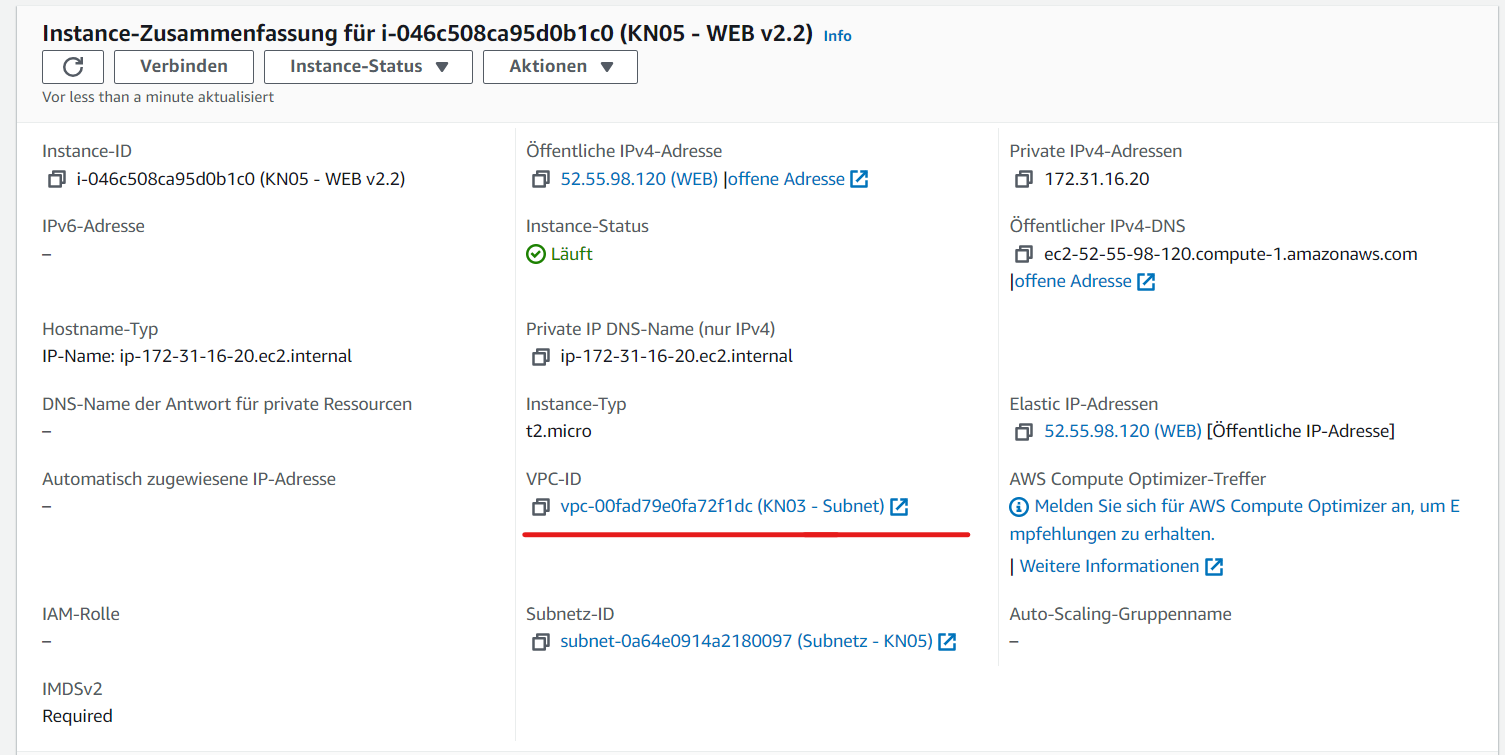 Instance-Zusammenfassung für i-046c508ca95d0b1c0 (KN05 - WEB v2.2) Info
Verbinden Instance-Status Aktionen
Vor less than a minute aktualisiert
Instance-ID
i-046c508ca95d0b1c0 (KN05 - WEB v2.2)
Öffentliche IPv4-Adresse
52.55.98.120 (WEB) |offene Adresse
Private IPv4-Adressen
172.31.16.20
IPv6-Adresse
–
Instance-Status
Läuft
Öffentlicher IPv4-DNS
ec2-52-55-98-120.compute-1.amazonaws.com
|offene Adresse
Hostname-Typ
IP-Name: ip-172-31-16-20.ec2.internal
Private IP DNS-Name (nur IPv4)
ip-172-31-16-20.ec2.internal
DNS-Name der Antwort für private Ressourcen
–
Instance-Typ
t2.micro
Elastic IP-Adressen
52.55.98.120 (WEB) [Öffentliche IP-Adresse]
Automatisch zugewiesene IP-Adresse
–
VPC-ID
vpc-00fad79e0fa72f1dc (KN03 - Subnet)
AWS Compute Optimizer-Treffer
Melden Sie sich für AWS Compute Optimizer an, um E
mpfehlungen zu erhalten.
| Weitere Informationen
IAM-Rolle
–
Subnetz-ID
subnet-0a64e0914a2180097 (Subnetz - KN05)
Auto-Scaling-Gruppenname
–
IMDSv2
Required